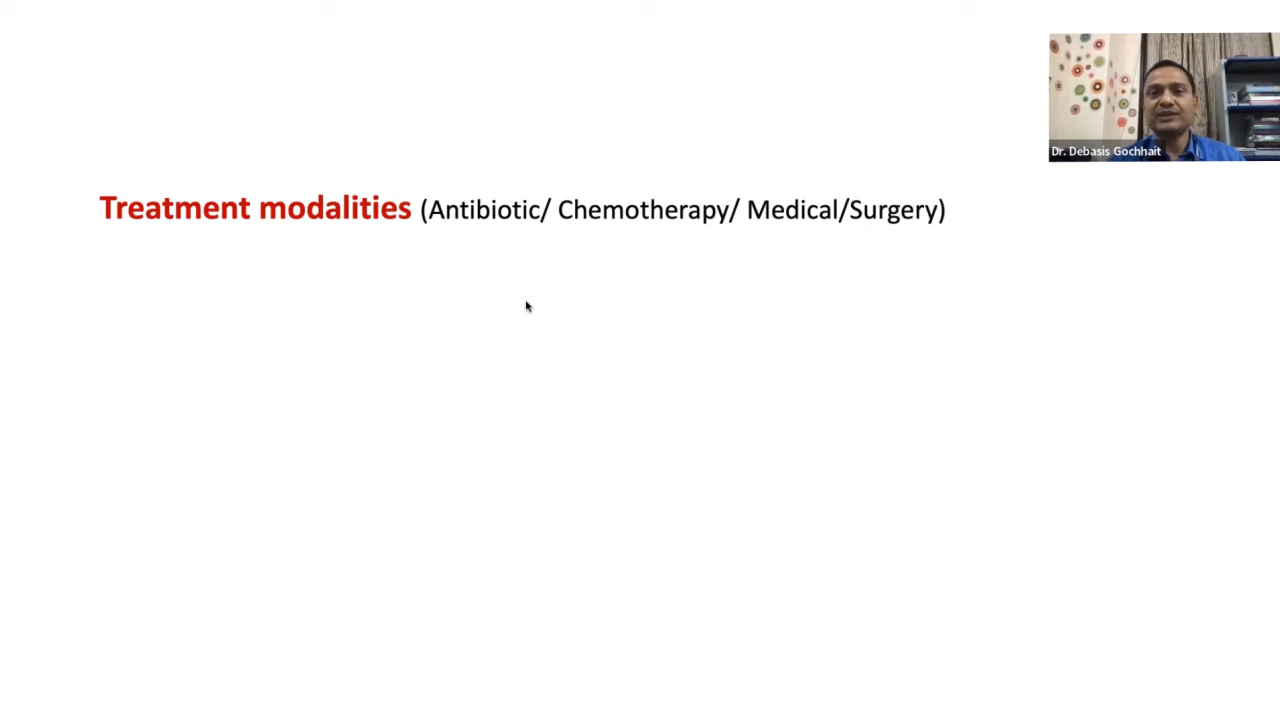 Dr. Debasis Gochhait
Treatment modalities (Antibiotic/ Chemotherapy/ Medical/Surgery)